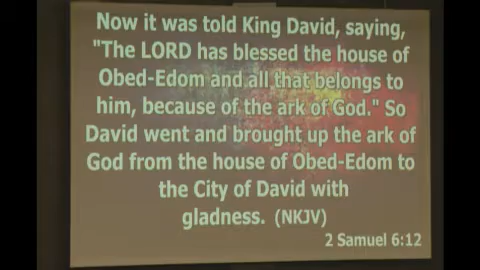 Now it was told King David, saying,
"The LORD has blessed the house of
Obed-Edom and all that belongs to
him, because of the ark of God." So
David went and brought up the ark of
God from the house of Obed-Edom to
the City of David with
gladness. (NKJV)
2 Samuel 6:12